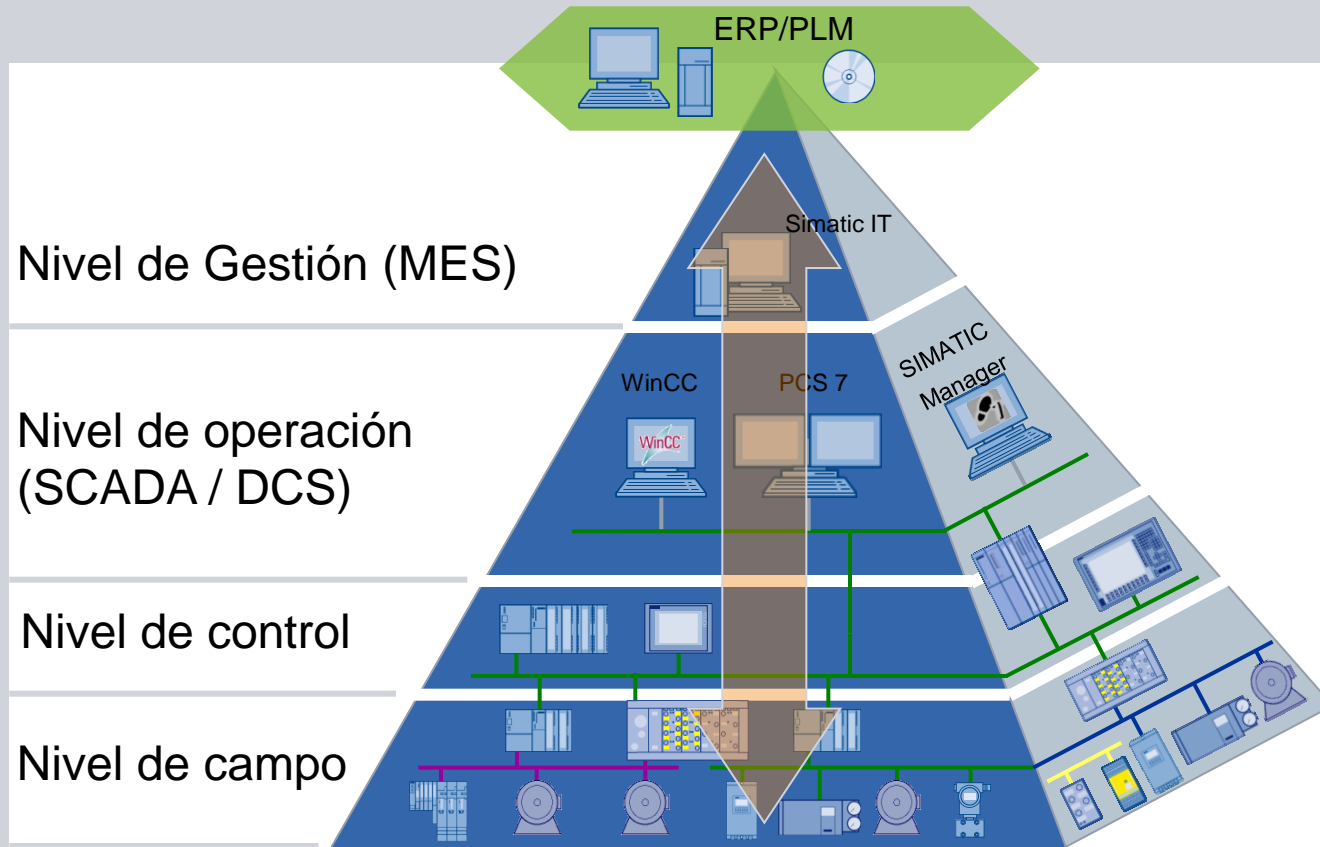 ERP/PLM
Simatic IT
Nivel de Gestión (MES)
SIMATIC
Manager
WinCC
PCS 7
WinCC
Nivel de operación
(SCADA / DCS)
Nivel de control
Nivel de campo